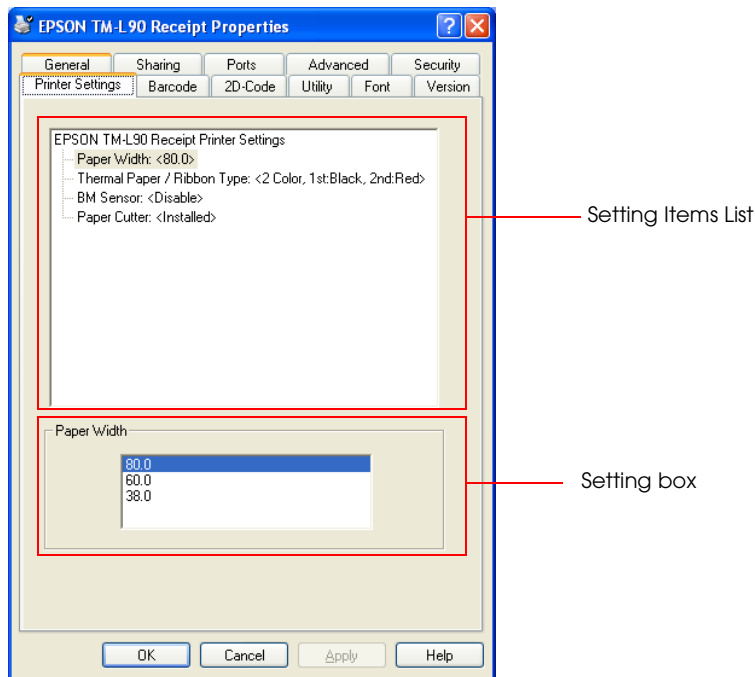 EPSON TM-L90 Receipt Properties
General Sharing Ports Advanced Security
Printer Settings Barcode 2D-Code Utility Font Version
EPSON TM-L90 Receipt Printer Settings
Paper Width: <80.0>
Thermal Paper / Ribbon Type: <2 Color, 1st:Black, 2nd:Red>
BM Sensor: <Disable>
Paper Cutter: <Installed>
Setting Items List
Paper Width
80.0
60.0
38.0
Setting box
OK Cancel Apply Help